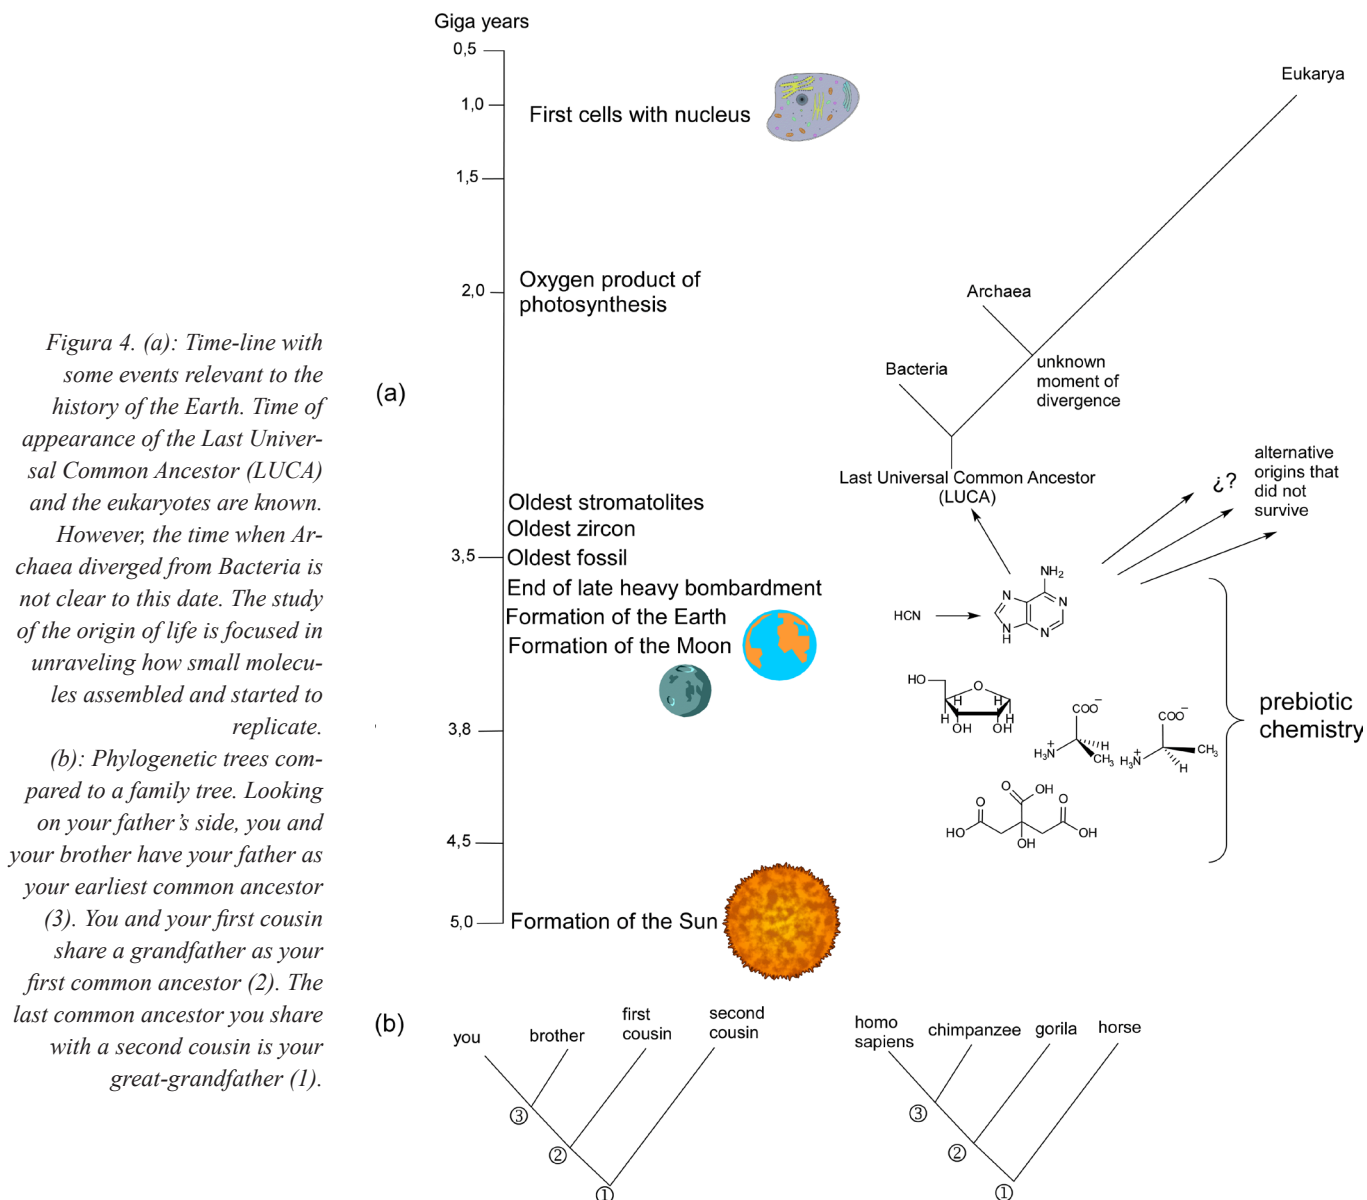 Figura 4. (a): Time-line with
some events relevant to the
history of the Earth. Time of
appearance of the Last Univer-
sal Common Ancestor (LUCA)
and the eukaryotes are known.
However, the time when Ar-
chaea diverged from Bacteria is
not clear to this date. The study
of the origin of life is focused in
unraveling how small molecu-
les assembled and started to
replicate.
(b): Phylogenetic trees com-
pared to a family tree. Looking
on your father's side, you and
your brother have your father as
your earliest common ancestor
(3). You and your first cousin
share a grandfather as your
first common ancestor (2). The
last common ancestor you share
with a second cousin is your
great-grandfather (1).
(a)
Giga years
0,5
1,0
1,5
2,0
3,5
3,8
4,5
5,0
First cells with nucleus
Oxygen product of
photosynthesis
Oldest stromatolites
Oldest zircon
Oldest fossil
End of late heavy bombardment
Formation of the Earth
Formation of the Moon
Formation of the Sun
Eukarya
Archaea
Bacteria
unknown
moment of
divergence
Last Universal Common Ancestor
(LUCA)
¿?
alternative
origins that
did not
survive
HCN
NH₂
N
N
N
H
N
HO
O
H
H
H
H
OH
OH
COO⁻
H₃N⁺
H
CH₃
COO⁻
H₃N⁺
H
CH₃
O
HO
O
OH
OH
O
OH
prebiotic
chemistry
(b)
you
brother
first
cousin
second
cousin
③
②
①
homo
sapiens
chimpanzee
gorila
horse
③
②
①